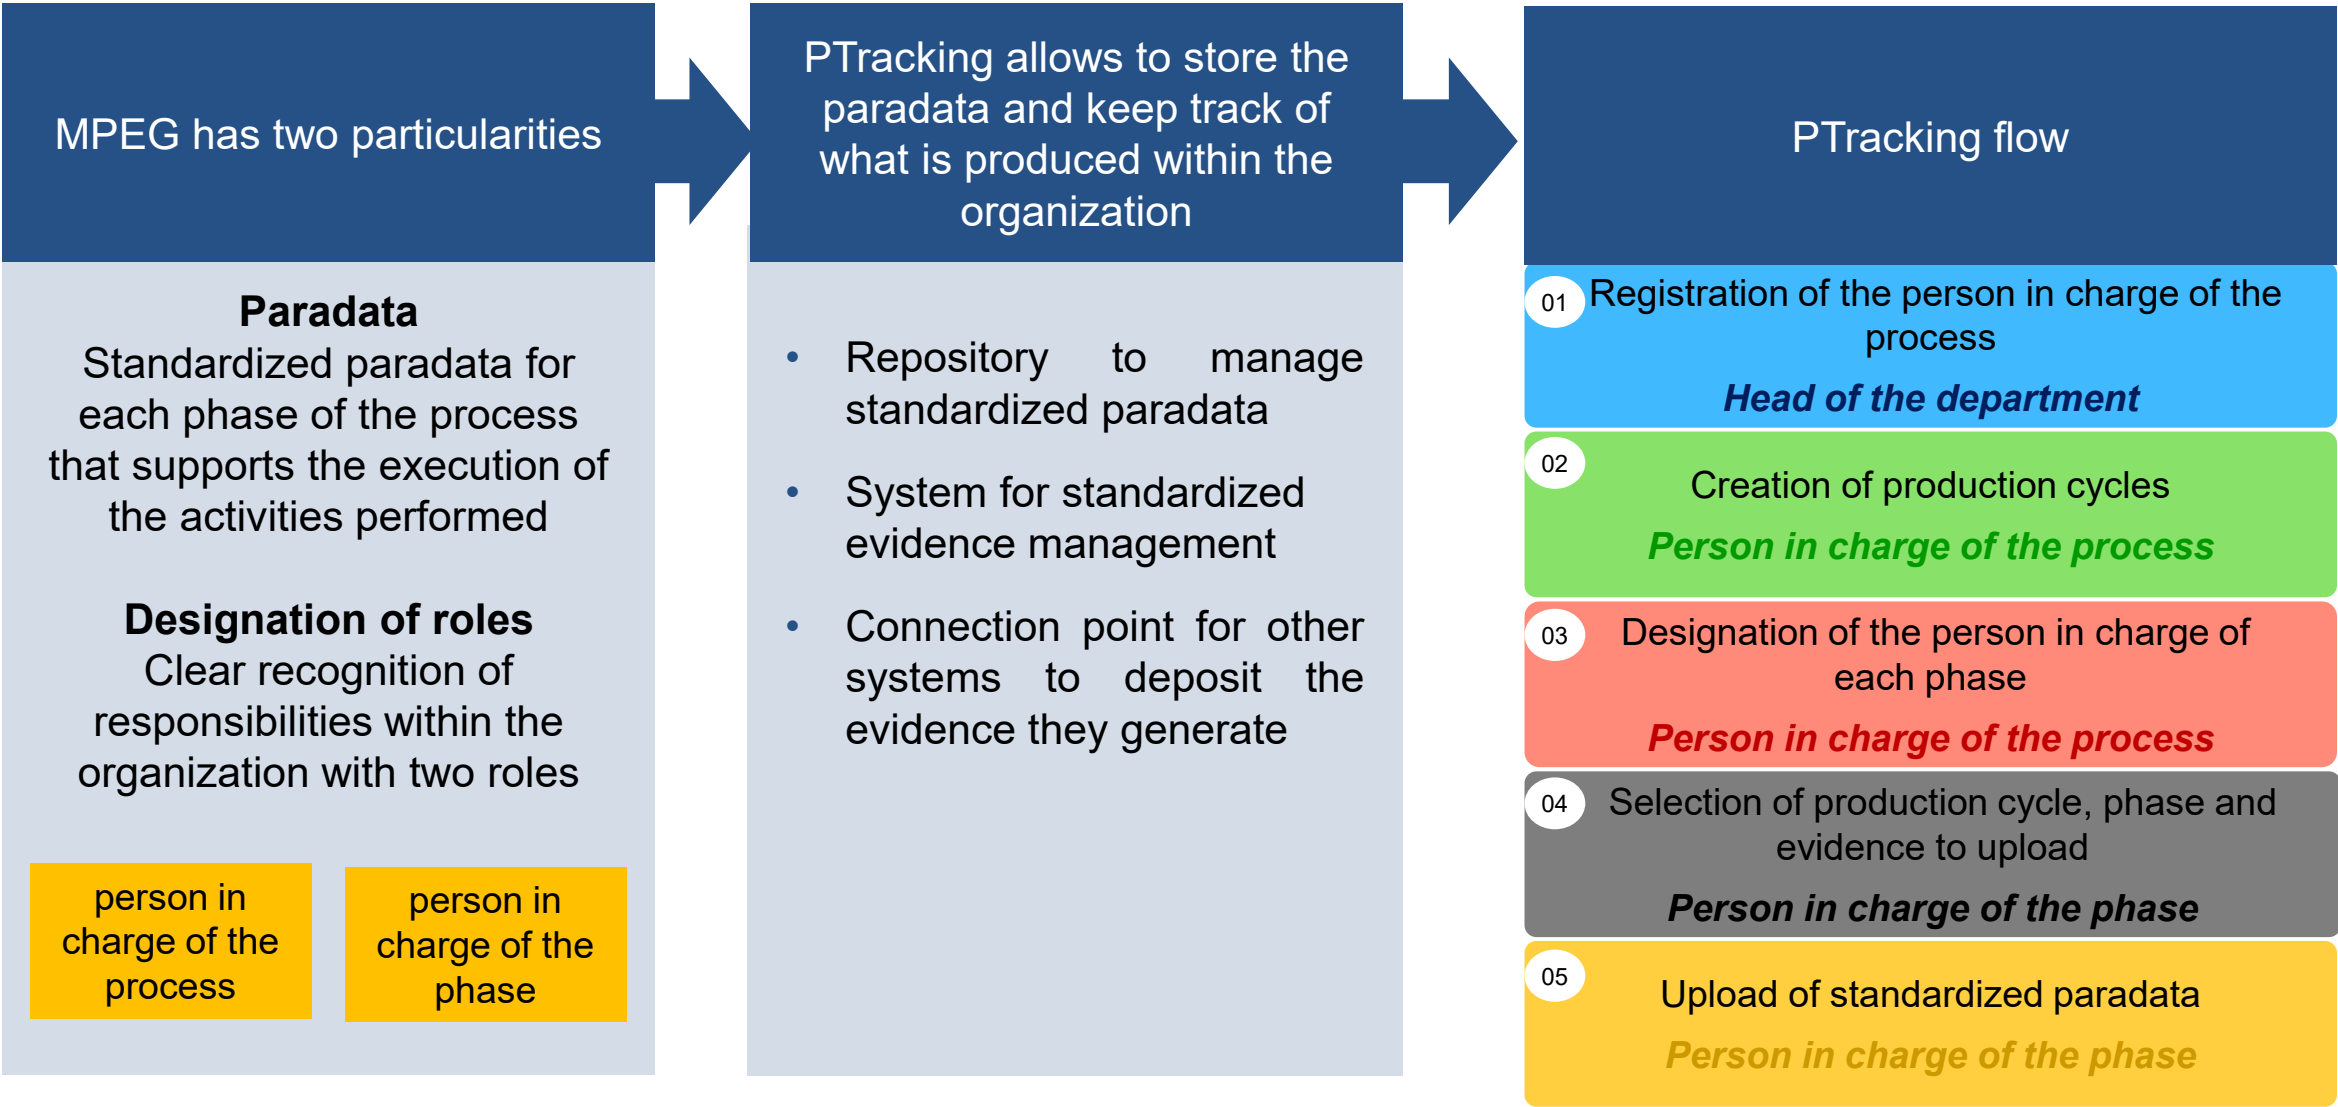 MPEG has two particularities
Paradata
Standardized paradata for
each phase of the process
that supports the execution of
the activities performed
Designation of roles
Clear recognition of
responsibilities within the
organization with two roles
person in
charge of the
process
person in
charge of the
phase
PTracking allows to store the
paradata and keep track of
what is produced within the
organization
• Repository to manage
standardized paradata
• System for standardized
evidence management
• Connection point for other
systems to deposit the
evidence they generate
PTracking flow
01 Registration of the person in charge of the
process
Head of the department
02
Creation of production cycles
Person in charge of the process
03 Designation of the person in charge of
each phase
Person in charge of the process
04 Selection of production cycle, phase and
evidence to upload
Person in charge of the phase
05
Upload of standardized paradata
Person in charge of the phase